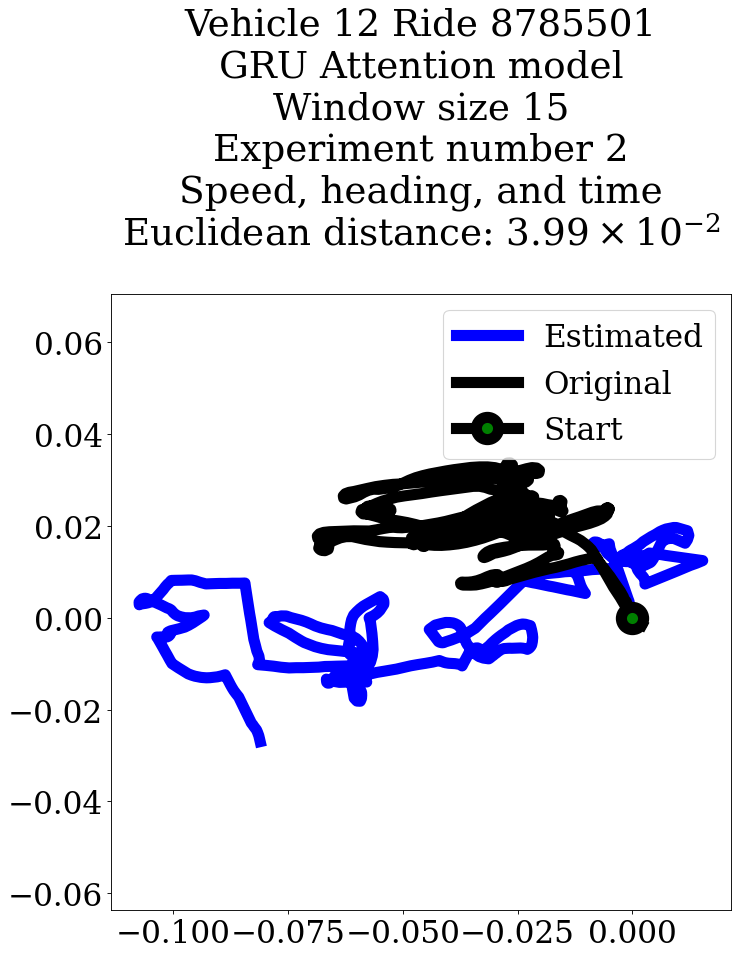 Vehicle 12 Ride 8785501
GRU Attention model
Window size 15
Experiment number 2
Speed, heading, and time
Euclidean distance: 3.99 × 10⁻²
Estimated
Original
Start
0.06
0.04
0.02
0.00
−0.02
−0.04
−0.06
−0.100 −0.075 −0.050 −0.025 0.000